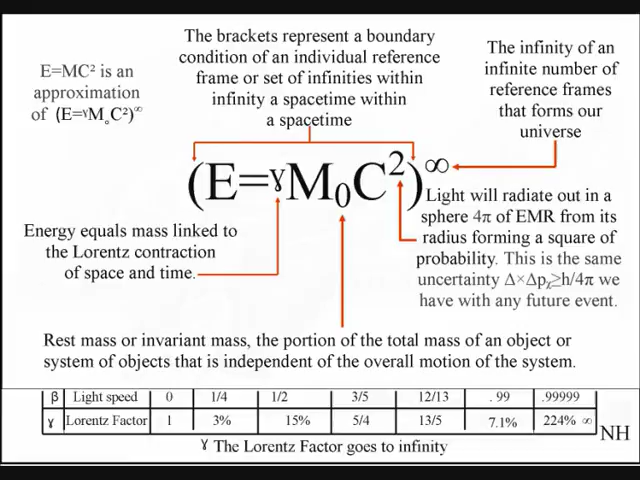 The brackets represent a boundary
condition of an individual reference
frame or set of infinities within
infinity a spacetime within
a spacetime
E=MC² is an
approximation
of (E=ˠM˳C²)∞
The infinity of an
infinite number of
reference frames
that forms our
universe
(E=ɣM₀C²)∞
Energy equals mass linked to
the Lorentz contraction
of space and time.
Light will radiate out in a
sphere 4π of EMR from its
radius forming a square of
probability. This is the same
uncertainty Δ×Δpᵪ≥h/4π we
have with any future event.
Rest mass or invariant mass, the portion of the total mass of an object or
system of objects that is independent of the overall motion of the system.
β Light speed 0 1/4 1/2 3/5 12/13 . 99 .99999
ɣ Lorentz Factor 1 3% 15% 5/4 13/5 7.1% 224% ∞
ɣ The Lorentz Factor goes to infinity
NH